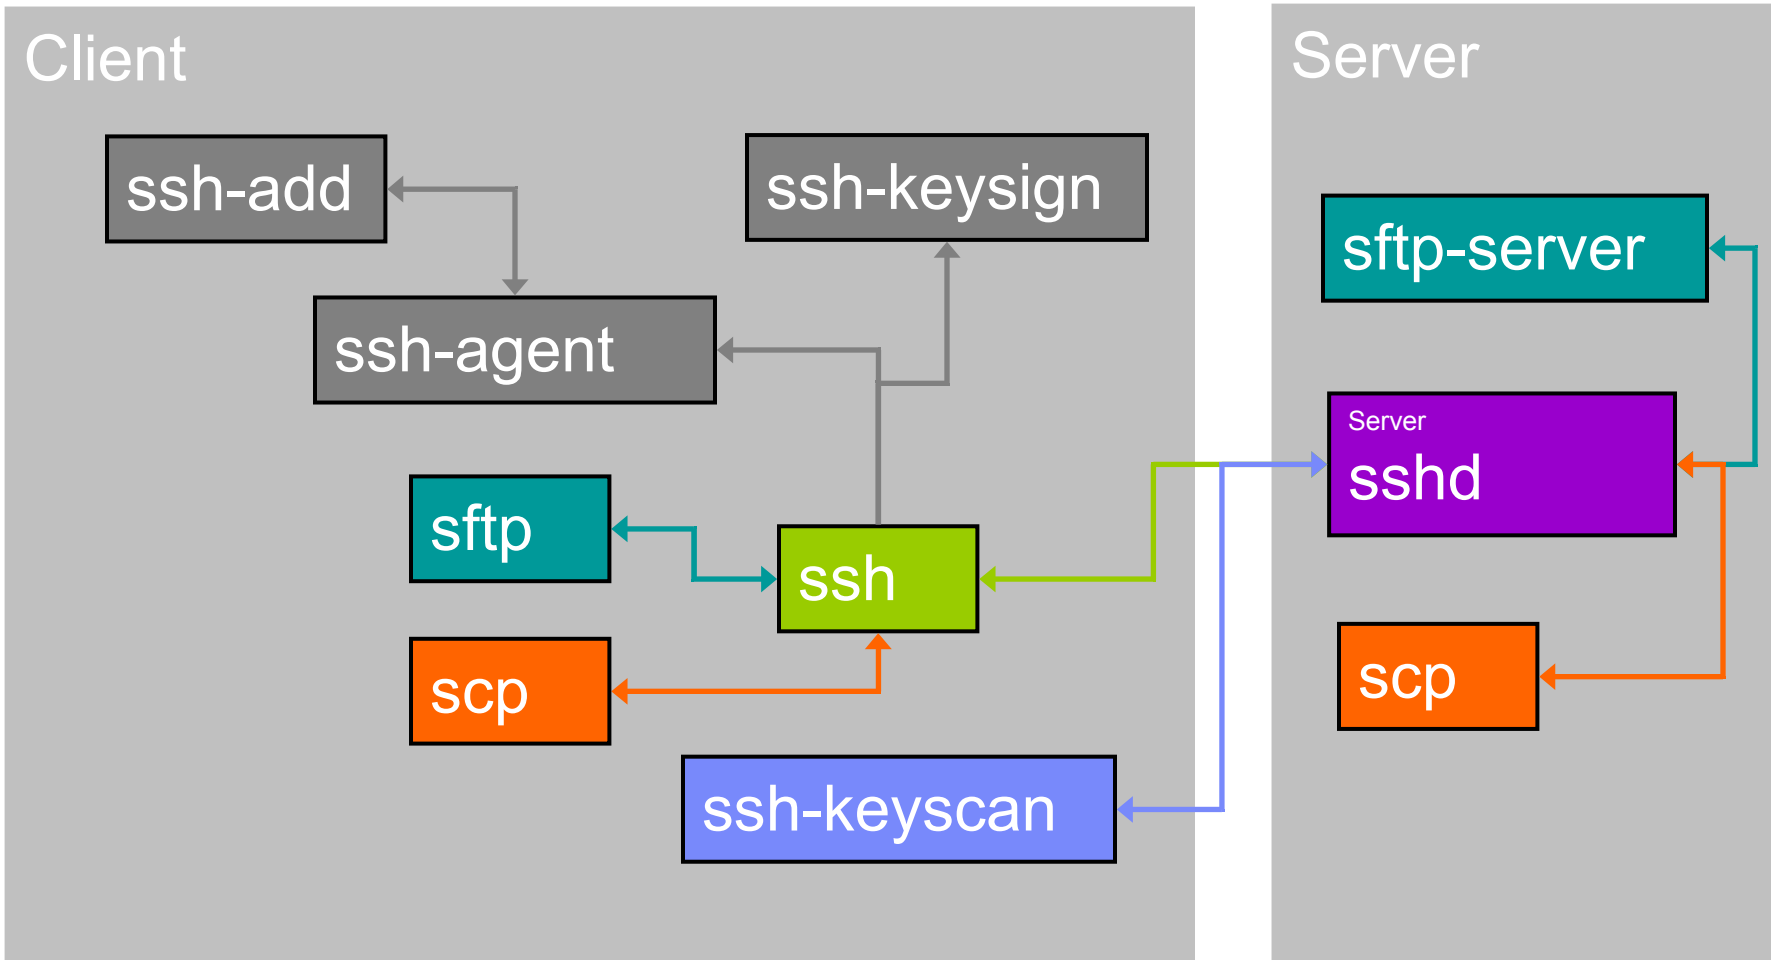 Client
ssh-add
ssh-keysign
ssh-agent
sftp
ssh
scp
ssh-keyscan
Server
sftp-server
Server
sshd
scp